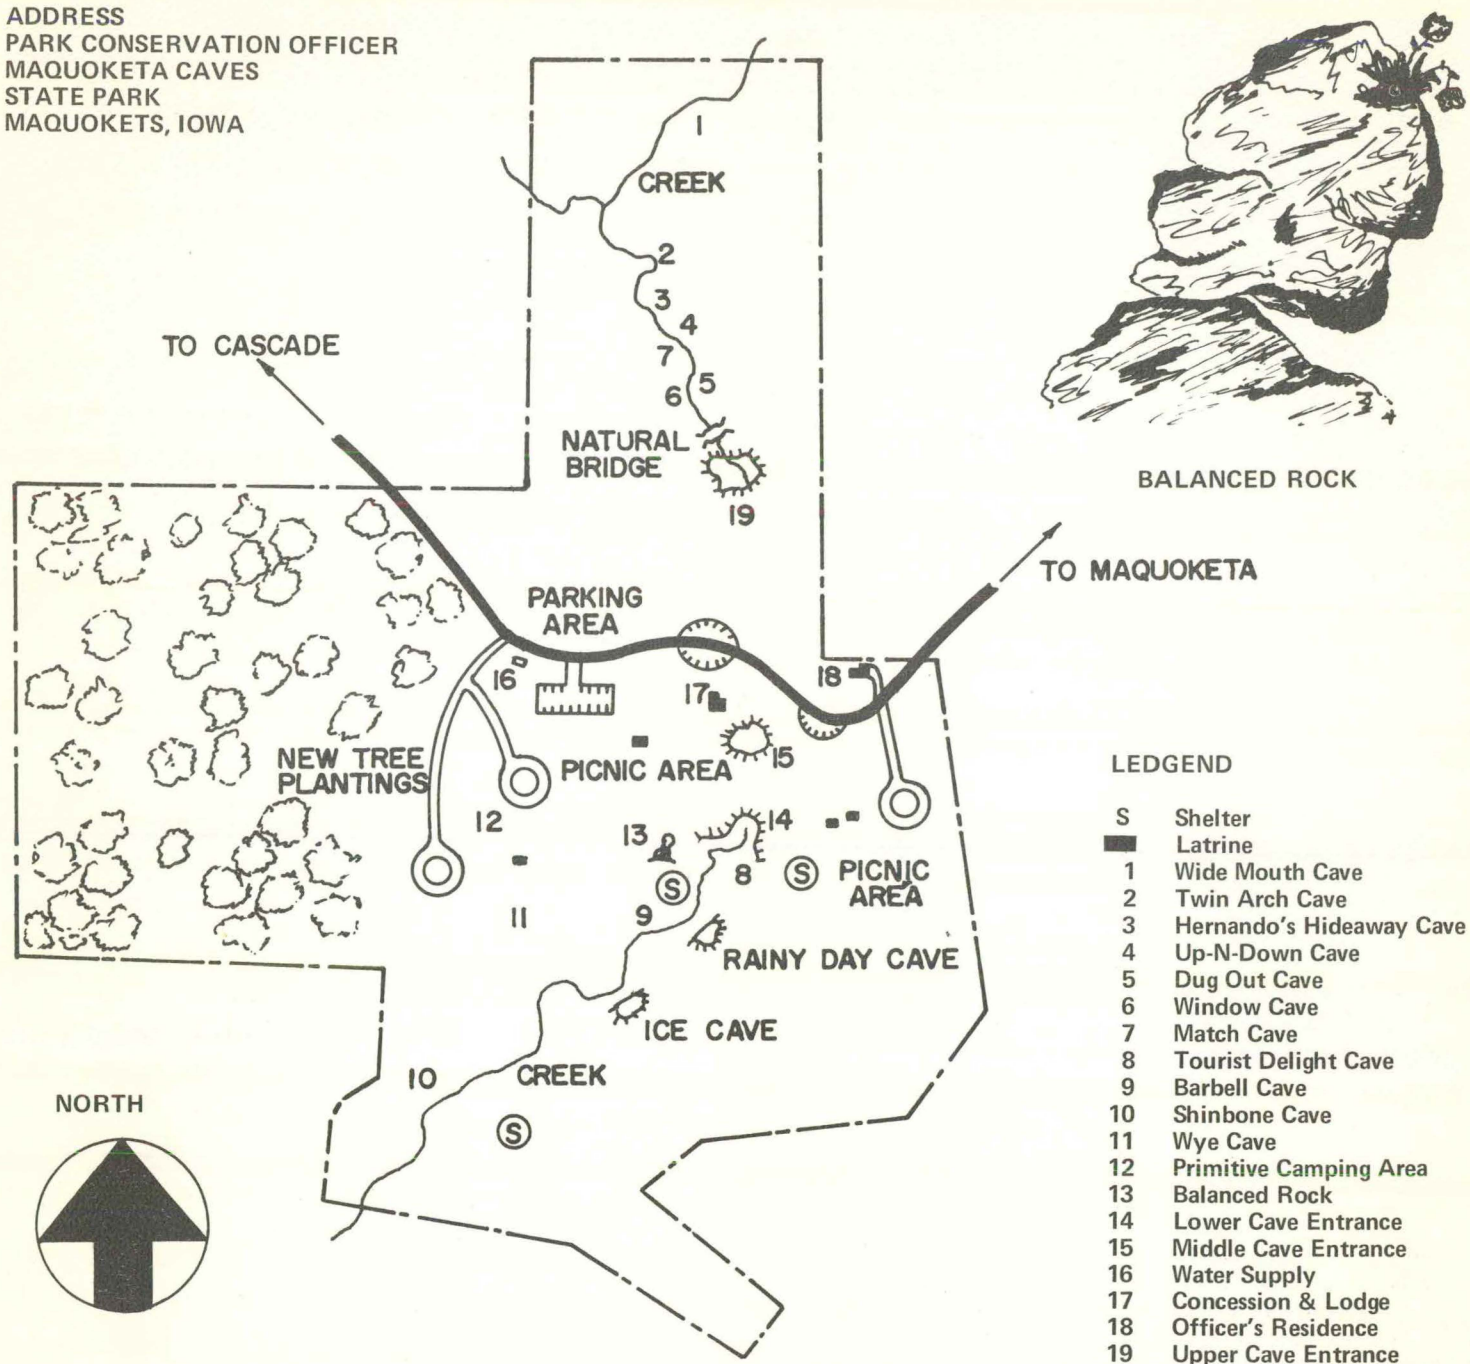 ADDRESS
PARK CONSERVATION OFFICER
MAQUOKETA CAVES
STATE PARK
MAQUOKETS, IOWA
1
CREEK
2
3
4
7
5
6
TO CASCADE
NATURAL
BRIDGE
19
BALANCED ROCK
TO MAQUOKETA
PARKING
AREA
16
17
18
NEW TREE
PLANTINGS
PICNIC AREA
15
12
13
14
8
S
S
PICNIC
AREA
11
9
RAINY DAY CAVE
ICE CAVE
10
CREEK
S
NORTH
LEDGEND
S Shelter
Latrine
1 Wide Mouth Cave
2 Twin Arch Cave
3 Hernando's Hideaway Cave
4 Up-N-Down Cave
5 Dug Out Cave
6 Window Cave
7 Match Cave
8 Tourist Delight Cave
9 Barbell Cave
10 Shinbone Cave
11 Wye Cave
12 Primitive Camping Area
13 Balanced Rock
14 Lower Cave Entrance
15 Middle Cave Entrance
16 Water Supply
17 Concession & Lodge
18 Officer's Residence
19 Upper Cave Entrance